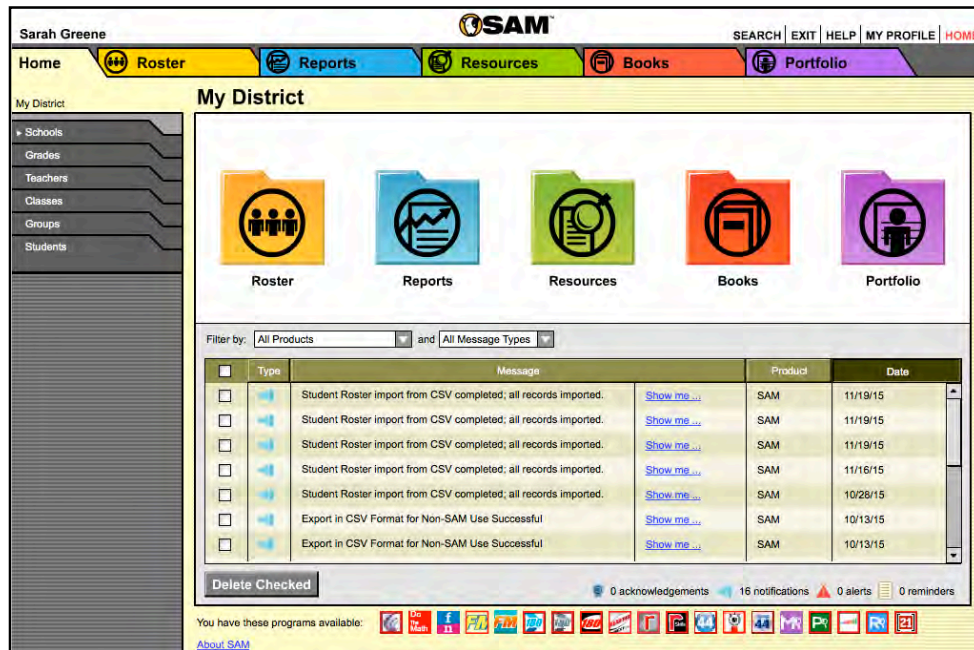 SAM
Sarah Greene
SEARCH EXIT HELP MY PROFILE HOME
Home Roster Reports Resources Books Portfolio
My District
Schools
Grades
Teachers
Classes
Groups
Students
My District
Roster Reports Resources Books Portfolio
Filter by: All Products and All Message Types
Type Message Product Date
Student Roster import from CSV completed; all records imported. Show me ... SAM 11/19/15
Student Roster import from CSV completed; all records imported. Show me ... SAM 11/19/15
Student Roster import from CSV completed; all records imported. Show me ... SAM 11/19/15
Student Roster import from CSV completed; all records imported. Show me ... SAM 11/16/15
Student Roster import from CSV completed; all records imported. Show me ... SAM 10/28/15
Export in CSV Format for Non-SAM Use Successful Show me ... SAM 10/13/15
Export in CSV Format for Non-SAM Use Successful Show me ... SAM 10/13/15
Delete Checked
0 acknowledgements 16 notifications 0 alerts 0 reminders
You have these programs available:
About SAM